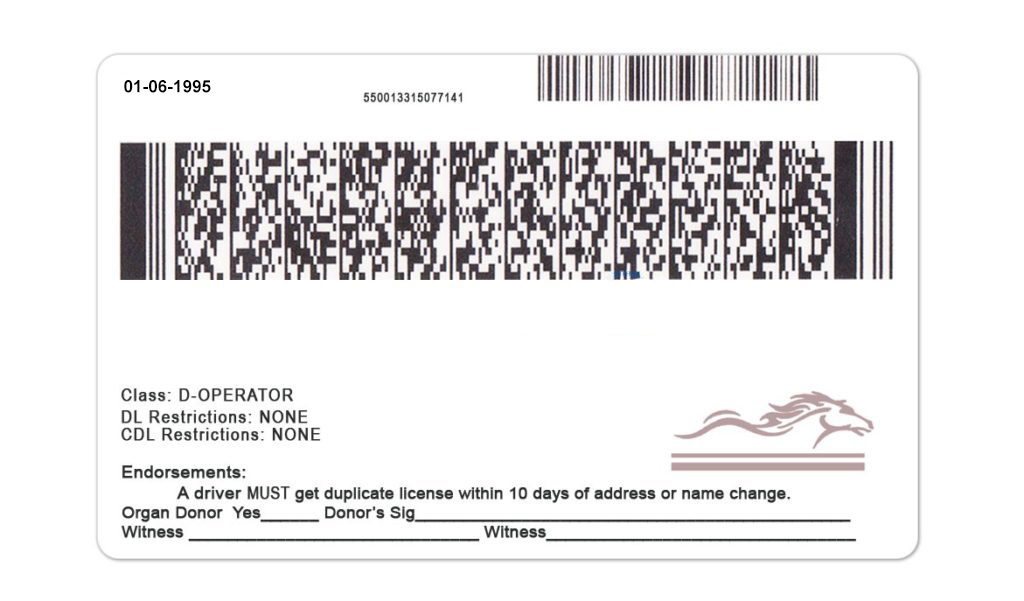 01-06-1995
550013315077141
Class: D-OPERATOR
DL Restrictions: NONE
CDL Restrictions: NONE
Endorsements:
A driver MUST get duplicate license within 10 days of address or name change.
Organ Donor Yes______ Donor's Sig______________________________________________
Witness ______________________________ Witness________________________________